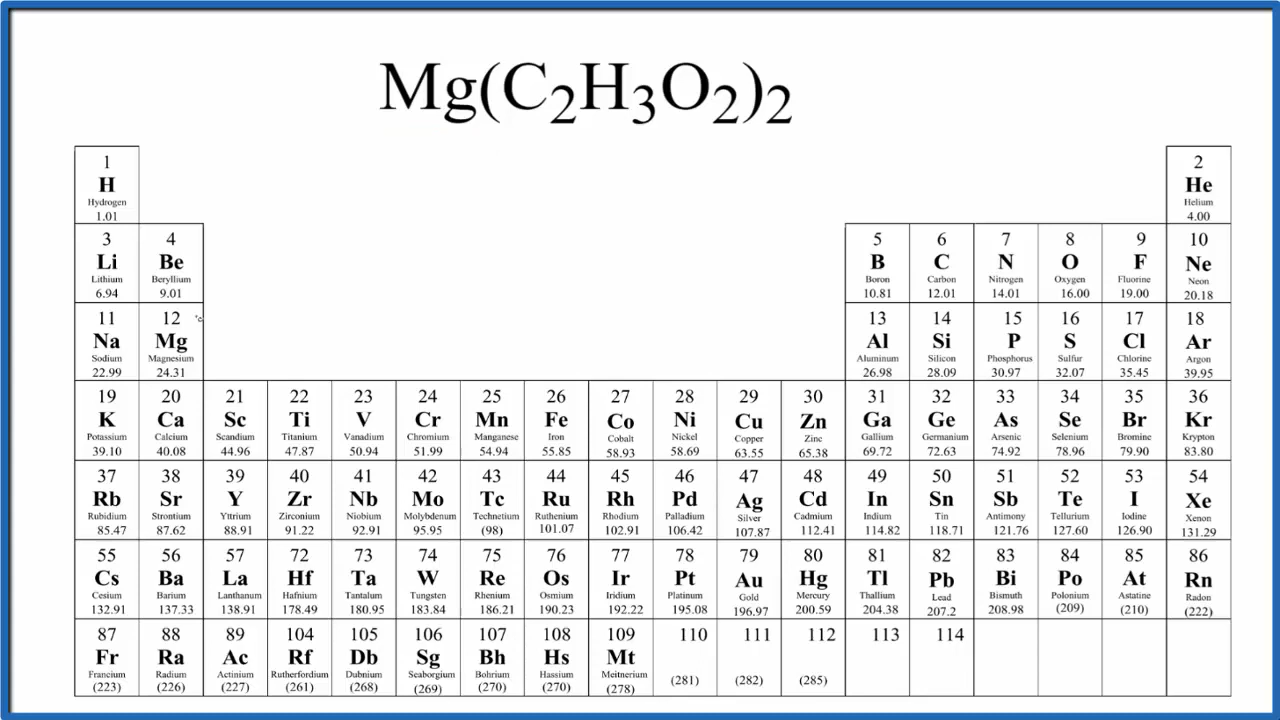 Mg(C2H3O2)2
1 2
H He
Hydrogen Helium
1.01 4.00
3 4 5 6 7 8 9 10
Li Be B C N O F Ne
Lithium Beryllium Boron Carbon Nitrogen Oxygen Fluorine Neon
6.94 9.01 10.81 12.01 14.01 16.00 19.00 20.18
11 12 13 14 15 16 17 18
Na Mg Al Si P S Cl Ar
Sodium Magnesium Aluminum Silicon Phosphorus Sulfur Chlorine Argon
22.99 24.31 26.98 28.09 30.97 32.07 35.45 39.95
19 20 21 22 23 24 25 26 27 28 29 30 31 32 33 34 35 36
K Ca Sc Ti V Cr Mn Fe Co Ni Cu Zn Ga Ge As Se Br Kr
Potassium Calcium Scandium Titanium Vanadium Chromium Manganese Iron Cobalt Nickel Copper Zinc Gallium Germanium Arsenic Selenium Bromine Krypton
39.10 40.08 44.96 47.87 50.94 51.99 54.94 55.85 58.93 58.69 63.55 65.38 69.72 72.63 74.92 78.96 79.90 83.80
37 38 39 40 41 42 43 44 45 46 47 48 49 50 51 52 53 54
Rb Sr Y Zr Nb Mo Tc Ru Rh Pd Ag Cd In Sn Sb Te I Xe
Rubidium Strontium Yttrium Zirconium Niobium Molybdenum Technetium Ruthenium Rhodium Palladium Silver Cadmium Indium Tin Antimony Tellurium Iodine Xenon
85.47 87.62 88.91 91.22 92.91 95.95 (98) 101.07 102.91 106.42 107.87 112.41 114.82 118.71 121.76 127.60 126.90 131.29
55 56 57 72 73 74 75 76 77 78 79 80 81 82 83 84 85 86
Cs Ba La Hf Ta W Re Os Ir Pt Au Hg Tl Pb Bi Po At Rn
Cesium Barium Lanthanum Hafnium Tantalum Tungsten Rhenium Osmium Iridium Platinum Gold Mercury Thallium Lead Bismuth Polonium Astatine Radon
132.91 137.33 138.91 178.49 180.95 183.84 186.21 190.23 192.22 195.08 196.97 200.59 204.38 207.2 208.98 (209) (210) (222)
87 88 89 104 105 106 107 108 109 110 111 112 113 114
Fr Ra Ac Rf Db Sg Bh Hs Mt
Francium Radium Actinium Rutherfordium Dubnium Seaborgium Bohrium Hassium Meitnerium
(223) (226) (227) (261) (268) (269) (270) (270) (278) (281) (282) (285)